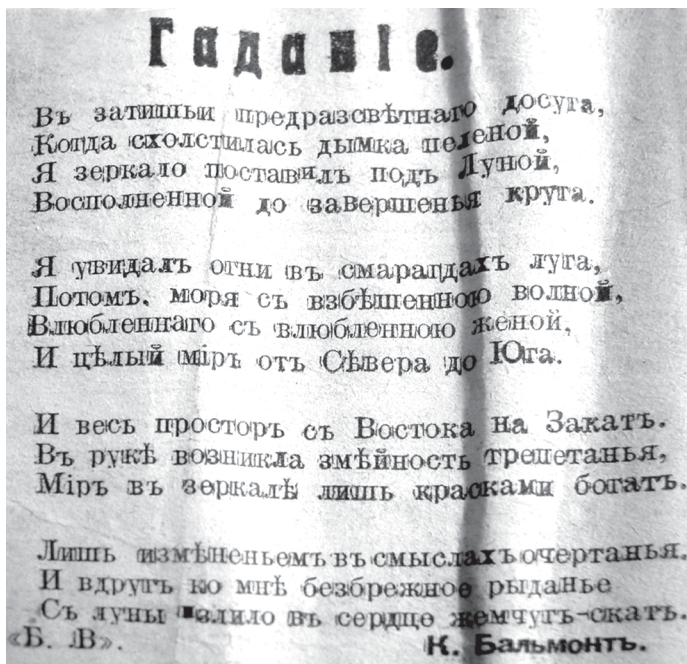 Гаданіе.
Въ затишьи предразсвѣтнаго досуга,
Когда схолстилась дымка пеленой,
Я зеркало поставилъ подъ Луной,
Восполненной до завершенья круга.
Я увидалъ огни въ смарагдахъ луга,
Потомъ. моря съ взбѣшенною волной,
Влюбленнаго съ влюбленною женой,
И цѣлый міръ отъ Сѣвера до Юга.
И весь просторъ съ Востока на Закатъ.
Въ рукѣ возникла змѣйность трепетанья,
Міръ въ зеркалѣ лишь красками богатъ.
Лишь измѣненьемъ въ смыслахъ очертанья.
И вдругъ ко мнѣ безбрежное рыданье
Съ луны излило въ сердце жемчугъ-скатъ.
«Б. В».
К. Бальмонтъ.